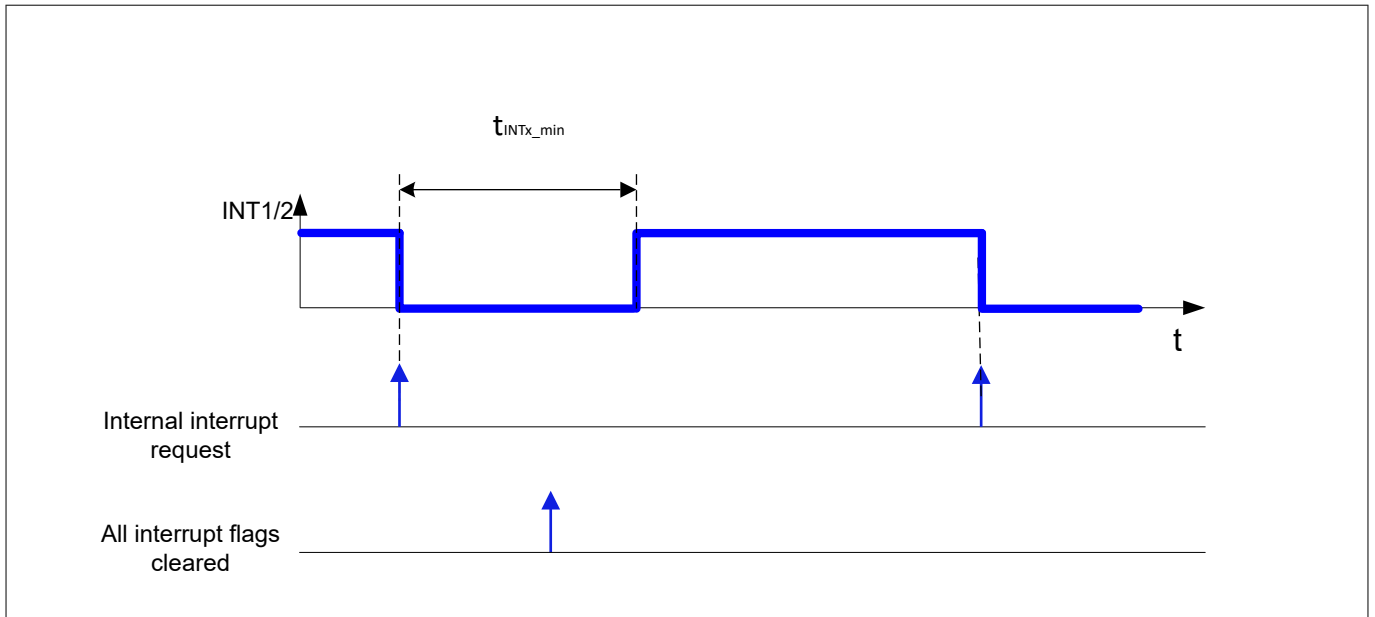 tINTx_min
INT1/2
t
Internal interrupt
request
All interrupt flags
cleared